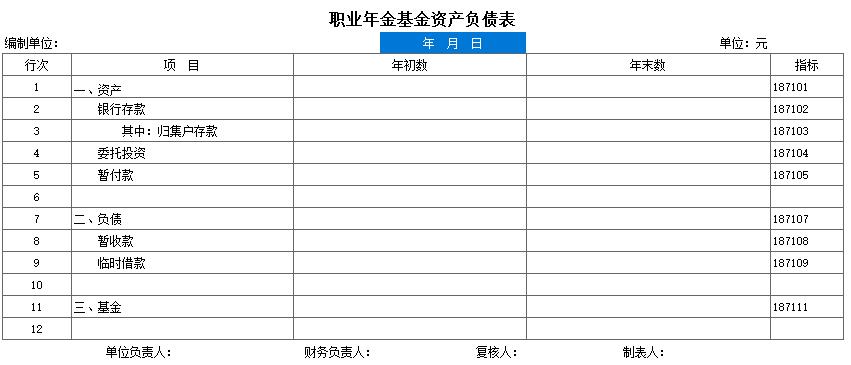 职业年金基金资产负债表
编制单位: 年 月 日 单位: 元
行次 项 目 年初数 年末数 指标
1 一、资产 187101
2 银行存款 187102
3 其中: 归集户存款 187103
4 委托投资 187104
5 暂付款 187105
6
7 二、负债 187107
8 暂收款 187108
9 临时借款 187109
10
11 三、基金 187111
12
单位负责人: 财务负责人: 复核人: 制表人: